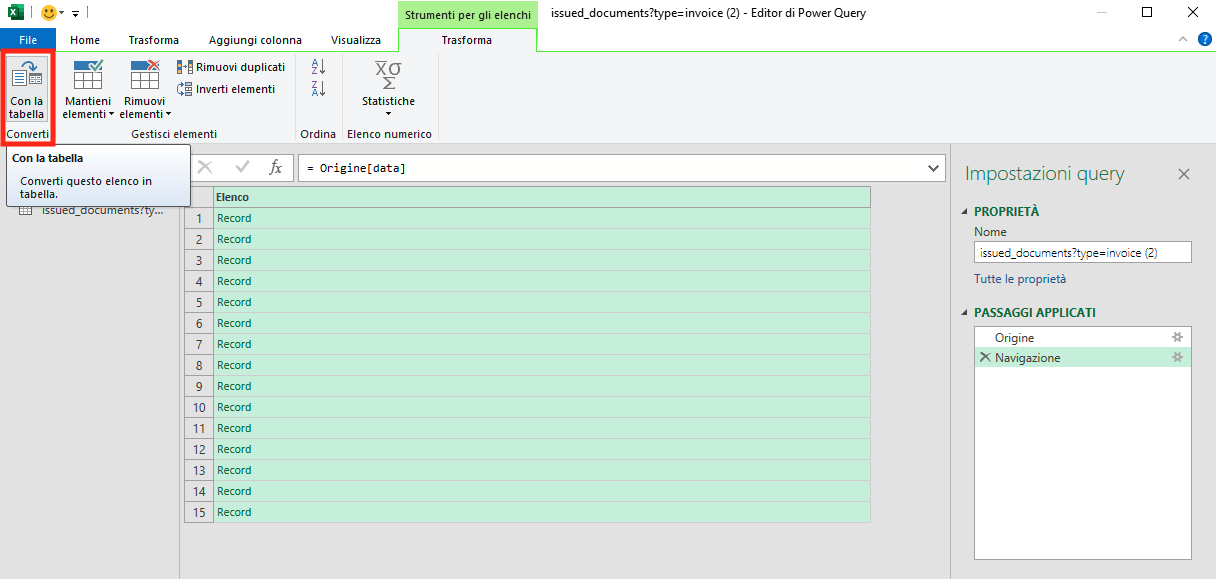 Strumenti per gli elenchi
issued_documents?type=invoice (2) - Editor di Power Query
File
Home
Trasforma
Aggiungi colonna
Visualizza
Trasforma
Con la
tabella
Converti
Mantieni
elementi
Rimuovi
elementi
Rimuovi duplicati
Inverti elementi
Gestisci elementi
A
Z
Z
A
Ordina
Xσ
Σ
Statistiche
Elenco numerico
?
Con la tabella
Converti questo elenco in
tabella.
issued_documents?ty...
fx
= Origine[data]
Elenco
1 Record
2 Record
3 Record
4 Record
5 Record
6 Record
7 Record
8 Record
9 Record
10 Record
11 Record
12 Record
13 Record
14 Record
15 Record
Impostazioni query
PROPRIETÀ
Nome
issued_documents?type=invoice (2)
Tutte le proprietà
PASSAGGI APPLICATI
Origine
Navigazione